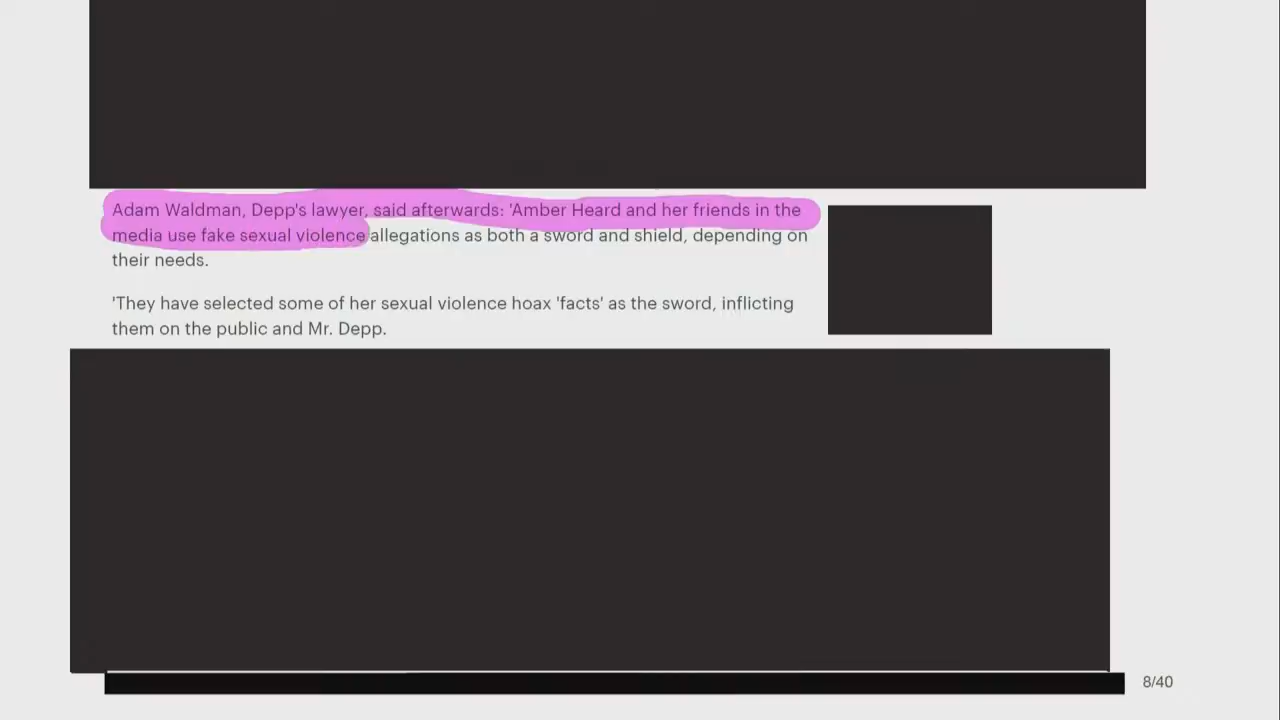 Adam Waldman, Depp's lawyer, said afterwards: 'Amber Heard and her friends in the
media use fake sexual violence allegations as both a sword and shield, depending on
their needs.
'They have selected some of her sexual violence hoax 'facts' as the sword, inflicting
them on the public and Mr. Depp.
8/40